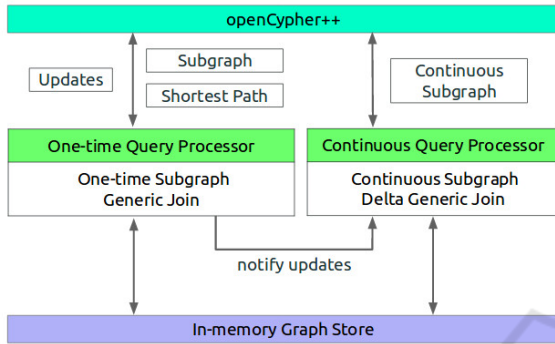 openCypher++
Updates
Subgraph
Shortest Path
Continuous
Subgraph
One-time Query Processor
One-time Subgraph
Generic Join
Continuous Query Processor
Continuous Subgraph
Delta Generic Join
notify updates
In-memory Graph Store